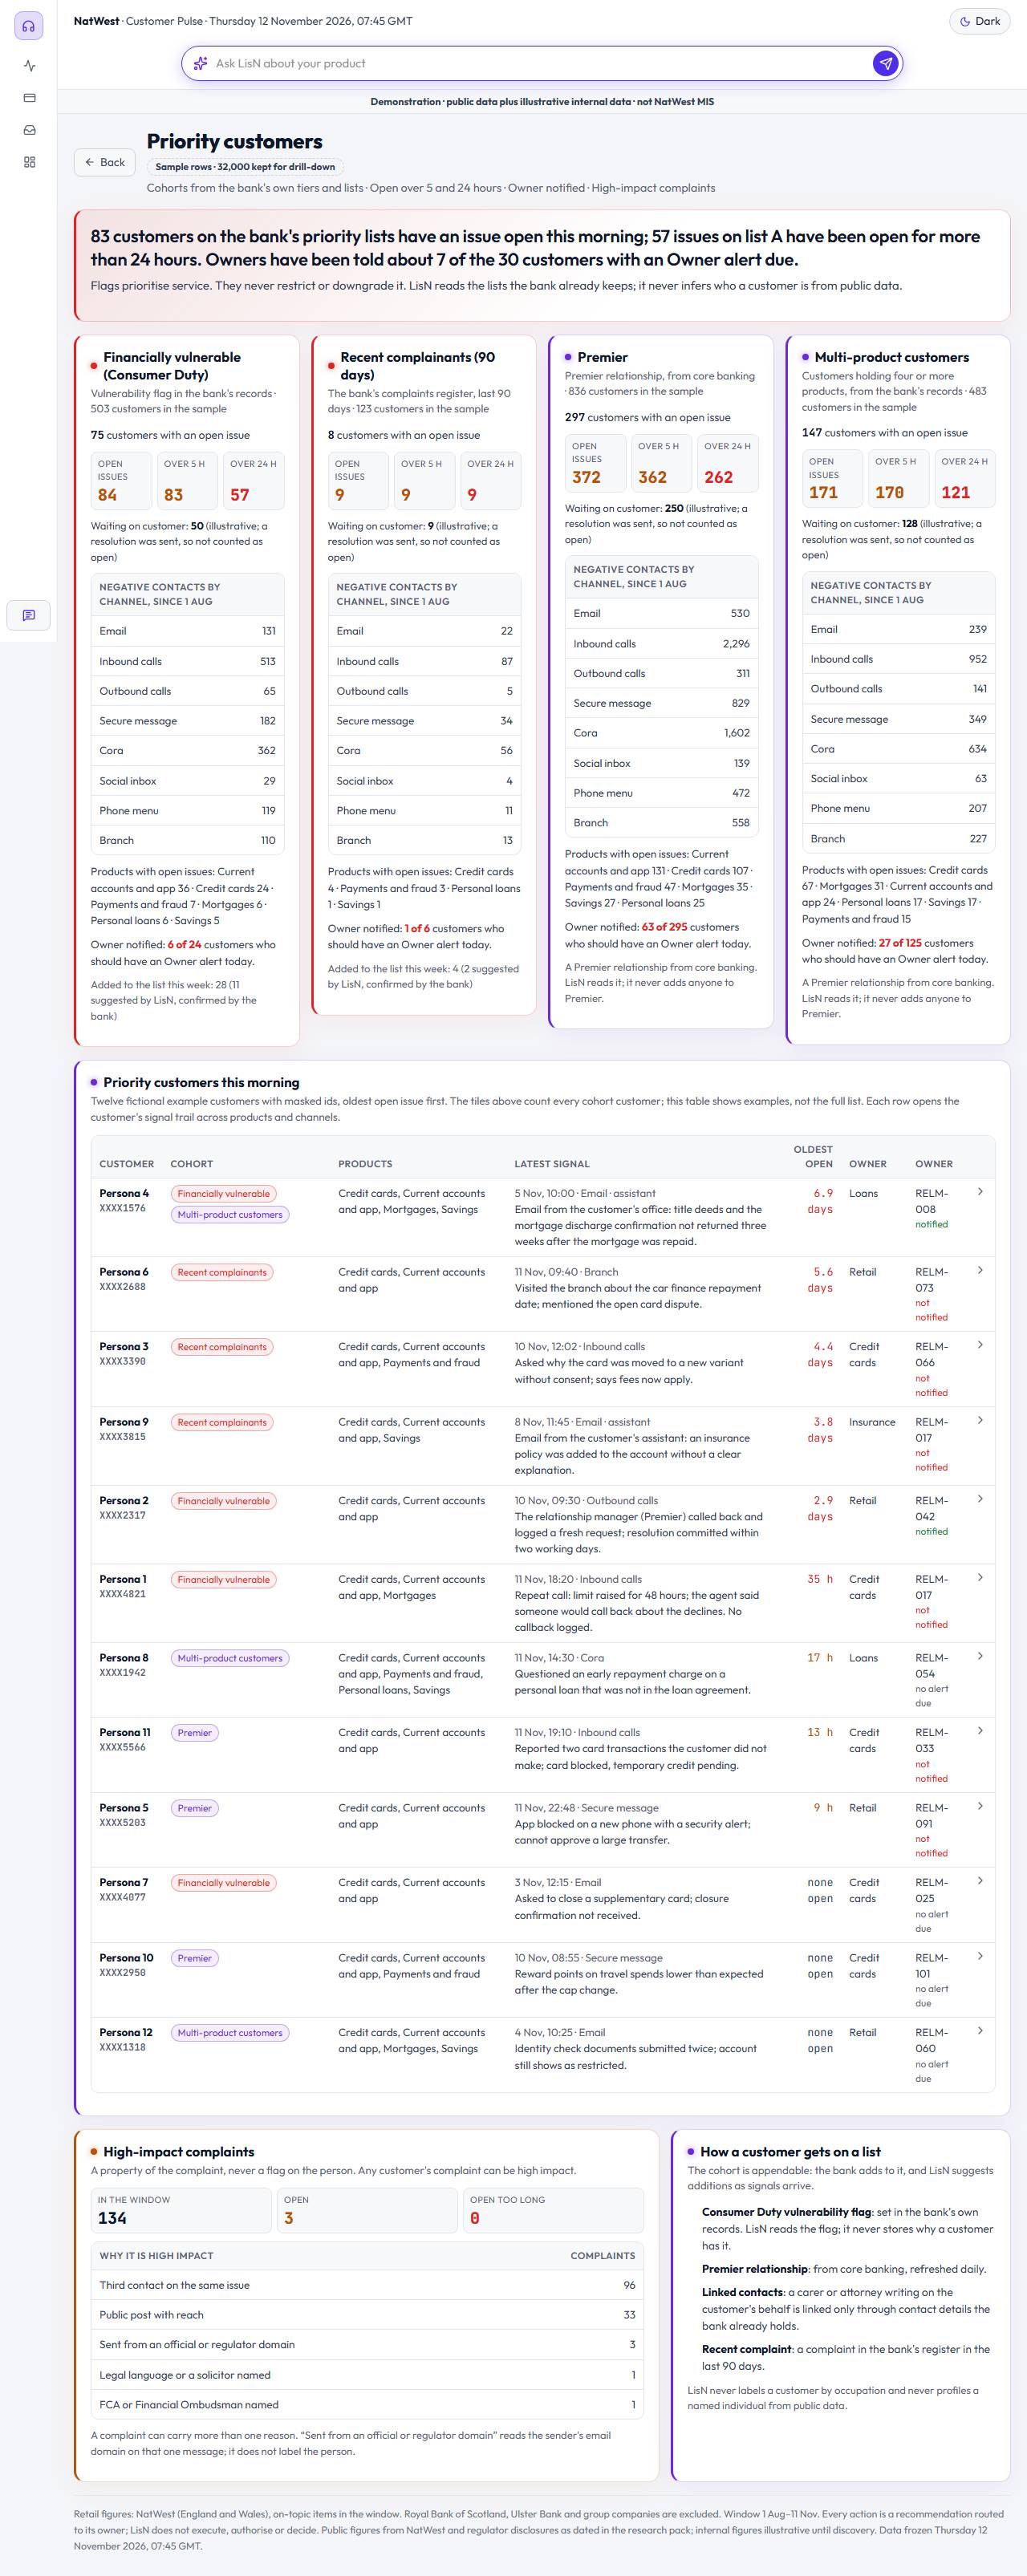 NatWest · Customer Pulse · Thursday 12 November 2026, 07:45 GMT
Dark
Ask LisN about your product
Demonstration · public data plus illustrative internal data · not NatWest MIS
Back
Priority customers
Sample rows · 32,000 kept for drill-down
Cohorts from the bank's own tiers and lists · Open over 5 and 24 hours · Owner notified · High-impact complaints
83 customers on the bank's priority lists have an issue open this morning; 57 issues on list A have been open for more
than 24 hours. Owners have been told about 7 of the 30 customers with an Owner alert due.
Flags prioritise service. They never restrict or downgrade it. LisN reads the lists the bank already keeps; it never infers who a customer is from public data.
Financially vulnerable
(Consumer Duty)
Vulnerability flag in the bank's records ·
503 customers in the sample
75 customers with an open issue
OPEN
ISSUES
84
OVER 5 H
83
OVER 24 H
57
Waiting on customer: 50 (illustrative; a
resolution was sent, so not counted as
open)
NEGATIVE CONTACTS BY
CHANNEL, SINCE 1 AUG
Email 131
Inbound calls 513
Outbound calls 65
Secure message 182
Cora 362
Social inbox 29
Phone menu 119
Branch 110
Products with open issues: Current
accounts and app 36 · Credit cards 24 ·
Payments and fraud 7 · Mortgages 6 ·
Personal loans 6 · Savings 5
Owner notified: 6 of 24 customers who
should have an Owner alert today.
Added to the list this week: 28 (11
suggested by LisN, confirmed by the
bank)
Recent complainants (90
days)
The bank's complaints register, last 90
days · 123 customers in the sample
8 customers with an open issue
OPEN
ISSUES
9
OVER 5 H
9
OVER 24 H
9
Waiting on customer: 9 (illustrative; a
resolution was sent, so not counted as
open)
NEGATIVE CONTACTS BY
CHANNEL, SINCE 1 AUG
Email 22
Inbound calls 87
Outbound calls 5
Secure message 34
Cora 56
Social inbox 4
Phone menu 11
Branch 13
Products with open issues: Credit cards
4 · Payments and fraud 3 · Personal loans
1 · Savings 1
Owner notified: 1 of 6 customers who
should have an Owner alert today.
Added to the list this week: 4 (2 suggested
by LisN, confirmed by the bank)
Premier
Premier relationship, from core banking
· 836 customers in the sample
297 customers with an open issue
OPEN
ISSUES
372
OVER 5 H
362
OVER 24 H
262
Waiting on customer: 250 (illustrative; a
resolution was sent, so not counted as
open)
NEGATIVE CONTACTS BY
CHANNEL, SINCE 1 AUG
Email 530
Inbound calls 2,296
Outbound calls 311
Secure message 829
Cora 1,602
Social inbox 139
Phone menu 472
Branch 558
Products with open issues: Current
accounts and app 131 · Credit cards 107 ·
Payments and fraud 47 · Mortgages 35 ·
Savings 27 · Personal loans 25
Owner notified: 63 of 295 customers
who should have an Owner alert today.
A Premier relationship from core banking.
LisN reads it; it never adds anyone to
Premier.
Multi-product customers
Customers holding four or more
products, from the bank's records · 483
customers in the sample
147 customers with an open issue
OPEN
ISSUES
171
OVER 5 H
170
OVER 24 H
121
Waiting on customer: 128 (illustrative; a
resolution was sent, so not counted as
open)
NEGATIVE CONTACTS BY
CHANNEL, SINCE 1 AUG
Email 239
Inbound calls 952
Outbound calls 141
Secure message 349
Cora 634
Social inbox 63
Phone menu 207
Branch 227
Products with open issues: Credit cards
67 · Mortgages 31 · Current accounts and
app 24 · Personal loans 17 · Savings 17 ·
Payments and fraud 15
Owner notified: 27 of 125 customers
who should have an Owner alert today.
A Premier relationship from core banking.
LisN reads it; it never adds anyone to
Premier.
Priority customers this morning
Twelve fictional example customers with masked ids, oldest open issue first. The tiles above count every cohort customer; this table shows examples, not the full list. Each row opens the
customer's signal trail across products and channels.
CUSTOMER COHORT PRODUCTS LATEST SIGNAL OLDEST OPEN OWNER OWNER
Persona 4 Financially vulnerable Credit cards, Current accounts 5 Nov, 10:00 · Email · assistant 6.9 Loans RELM-
XXXX1576 Multi-product customers and app, Mortgages, Savings Email from the customer's office: title deeds and the days 008
mortgage discharge confirmation not returned three notified
weeks after the mortgage was repaid.
Persona 6 Recent complainants Credit cards, Current accounts 11 Nov, 09:40 · Branch 5.6 Retail RELM-
XXXX2688 and app Visited the branch about the car finance repayment days 073
date; mentioned the open card dispute. not
notified
Persona 3 Recent complainants Credit cards, Current accounts 10 Nov, 12:02 · Inbound calls 4.4 Credit RELM-
XXXX3390 and app, Payments and fraud Asked why the card was moved to a new variant days cards 066
without consent; says fees now apply. not
notified
Persona 9 Recent complainants Credit cards, Current accounts 8 Nov, 11:45 · Email · assistant 3.8 Insurance RELM-
XXXX3815 and app, Savings Email from the customer's assistant: an insurance days 017
policy was added to the account without a clear not
explanation. notified
Persona 2 Financially vulnerable Credit cards, Current accounts 10 Nov, 09:30 · Outbound calls 2.9 Retail RELM-
XXXX2317 and app The relationship manager (Premier) called back and days 042
logged a fresh request; resolution committed within notified
two working days.
Persona 1 Financially vulnerable Credit cards, Current accounts 11 Nov, 18:20 · Inbound calls 35 h Credit RELM-
XXXX4821 and app, Mortgages Repeat call: limit raised for 48 hours; the agent said cards 017
someone would call back about the declines. No not
callback logged. notified
Persona 8 Multi-product customers Credit cards, Current accounts 11 Nov, 14:30 · Cora 17 h Loans RELM-
XXXX1942 and app, Payments and fraud, Questioned an early repayment charge on a 054
Personal loans, Savings personal loan that was not in the loan agreement. no alert
due
Persona 11 Premier Credit cards, Current accounts 11 Nov, 19:10 · Inbound calls 13 h Credit RELM-
XXXX5566 and app Reported two card transactions the customer did not cards 033
make; card blocked, temporary credit pending. not
notified
Persona 5 Premier Credit cards, Current accounts 11 Nov, 22:48 · Secure message 9 h Retail RELM-
XXXX5203 and app App blocked on a new phone with a security alert; 091
cannot approve a large transfer. not
notified
Persona 7 Financially vulnerable Credit cards, Current accounts 3 Nov, 12:15 · Email none Credit RELM-
XXXX4077 and app Asked to close a supplementary card; closure open cards 025
confirmation not received. no alert
due
Persona 10 Premier Credit cards, Current accounts 10 Nov, 08:55 · Secure message none Credit RELM-
XXXX2950 and app, Payments and fraud Reward points on travel spends lower than expected open cards 101
after the cap change. no alert
due
Persona 12 Multi-product customers Credit cards, Current accounts 4 Nov, 10:25 · Email none Retail RELM-
XXXX1318 and app, Mortgages, Savings Identity check documents submitted twice; account open 060
still shows as restricted. no alert
due
High-impact complaints
A property of the complaint, never a flag on the person. Any customer's complaint can be high impact.
IN THE WINDOW
134
OPEN
3
OPEN TOO LONG
0
WHY IT IS HIGH IMPACT COMPLAINTS
Third contact on the same issue 96
Public post with reach 33
Sent from an official or regulator domain 3
Legal language or a solicitor named 1
FCA or Financial Ombudsman named 1
A complaint can carry more than one reason. “Sent from an official or regulator domain” reads the sender's email
domain on that one message; it does not label the person.
How a customer gets on a list
The cohort is appendable: the bank adds to it, and LisN suggests
additions as signals arrive.
Consumer Duty vulnerability flag: set in the bank's own
records. LisN reads the flag; it never stores why a customer
has it.
Premier relationship: from core banking, refreshed daily.
Linked contacts: a carer or attorney writing on the
customer's behalf is linked only through contact details the
bank already holds.
Recent complaint: a complaint in the bank's register in the
last 90 days.
LisN never labels a customer by occupation and never profiles a
named individual from public data.
Retail figures: NatWest (England and Wales), on-topic items in the window. Royal Bank of Scotland, Ulster Bank and group companies are excluded. Window 1 Aug–11 Nov. Every action is a recommendation routed
to its owner; LisN does not execute, authorise or decide. Public figures from NatWest and regulator disclosures as dated in the research pack; internal figures illustrative until discovery. Data frozen Thursday 12
November 2026, 07:45 GMT.